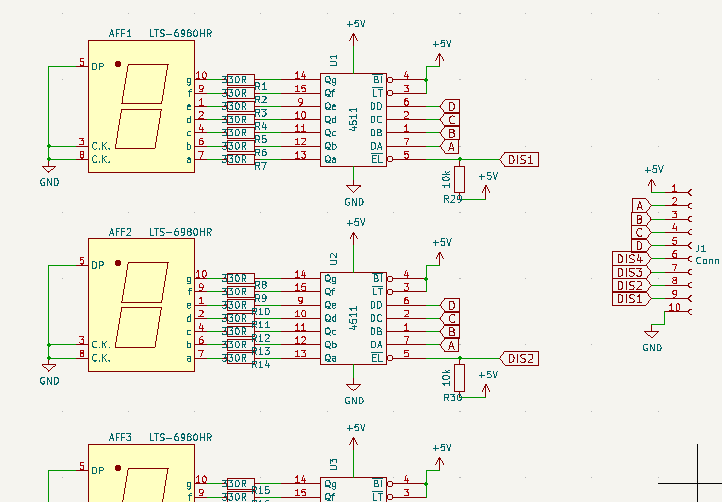 AFF1 LTS-6980HR
+5V
+5V
U1
5 DP
g 10 330R 14 Qg BI 4
R1
f 9 330R 15 Qf LT 3
R2
e 1 330R 9 Qe DD 6 D
R3
d 2 330R 10 Qd DC 2 C
R4
c 4 330R 11 Qc DB 1 B
R5
3 C.K. b 6 330R 12 Qb DA 7 A
R6
8 C.K. a 7 330R 13 Qa EL 5 DIS1
R7
4511
GND
GND
10k
R29
+5V
AFF2 LTS-6980HR
+5V
+5V
U2
5 DP
g 10 330R 14 Qg BI 4
R8
f 9 330R 15 Qf LT 3
R9
e 1 330R 9 Qe DD 6 D
R10
d 2 330R 10 Qd DC 2 C
R11
c 4 330R 11 Qc DB 1 B
R12
3 C.K. b 6 330R 12 Qb DA 7 A
R13
8 C.K. a 7 330R 13 Qa EL 5 DIS2
R14
4511
GND
GND
10k
R30
+5V
AFF3 LTS-6980HR
+5V
+5V
U3
5 DP
g 10 330R 14 Qg BI 4
R15
f 9 330R 15 Qf LT 3
+5V
1
A 2
B 3
C 4
D 5
J1
DIS4 6
Conn
DIS3 7
DIS2 8
DIS1 9
10
GND